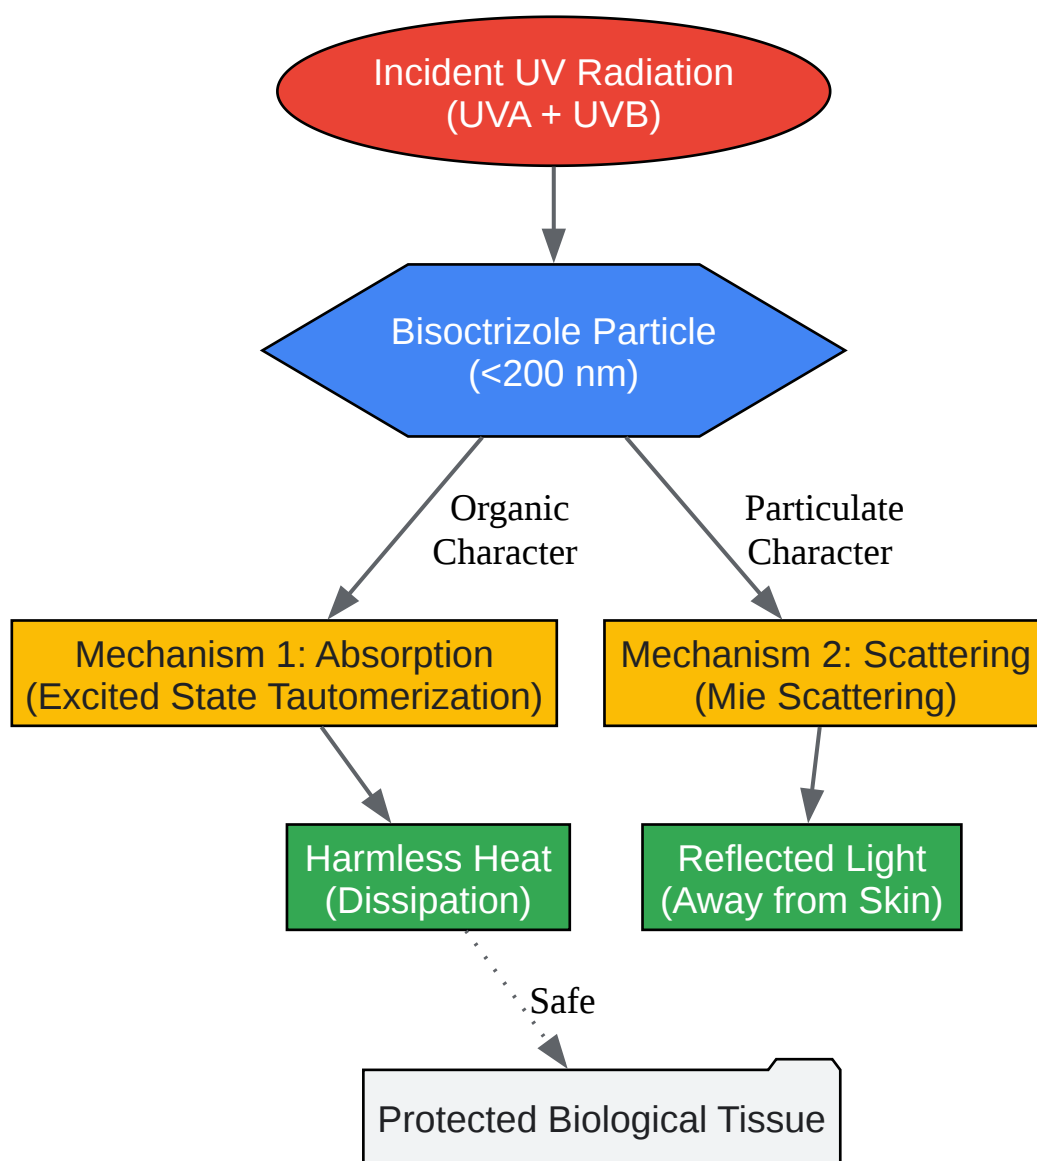 Incident UV Radiation
(UVA + UVB)
Bisoctrizole Particle
(<200 nm)
Organic
Character
Particulate
Character
Mechanism 1: Absorption
(Excited State Tautomerization)
Mechanism 2: Scattering
(Mie Scattering)
Harmless Heat
(Dissipation)
Reflected Light
(Away from Skin)
Safe
Protected Biological Tissue